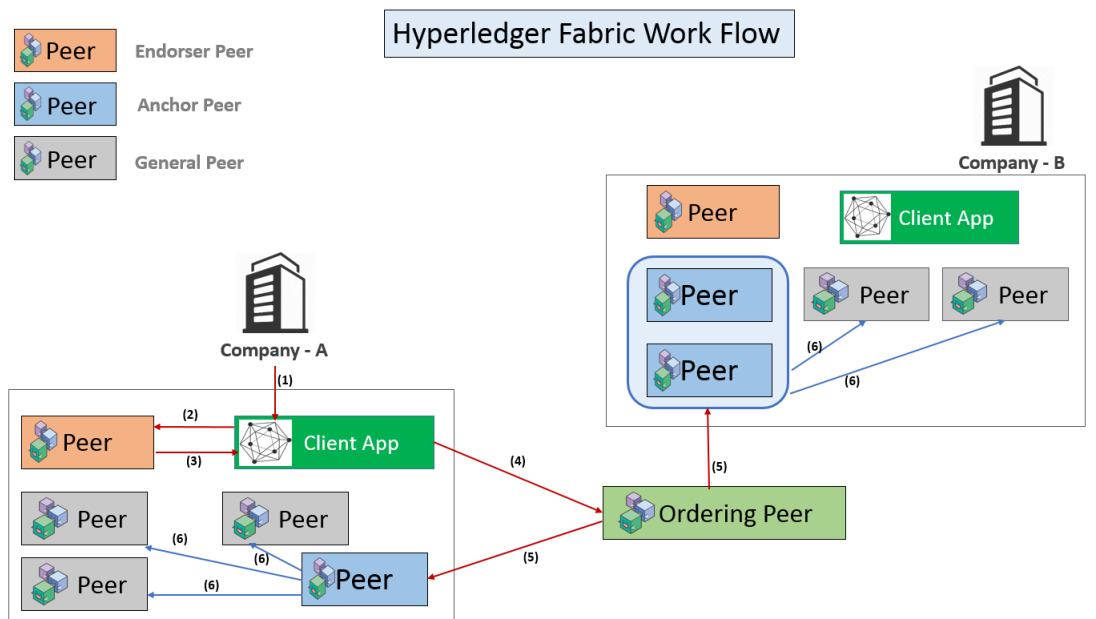 Hyperledger Fabric Work Flow
Peer
Endorser Peer
Peer
Anchor Peer
Peer
General Peer
Company - B
Peer
Client App
Peer
Peer
Peer
Peer
(6)
(6)
Company - A
(1)
Peer
(2)
(3)
Client App
(4)
(5)
Ordering Peer
(5)
Peer
Peer
(6)
(6)
Peer
(6)
Peer